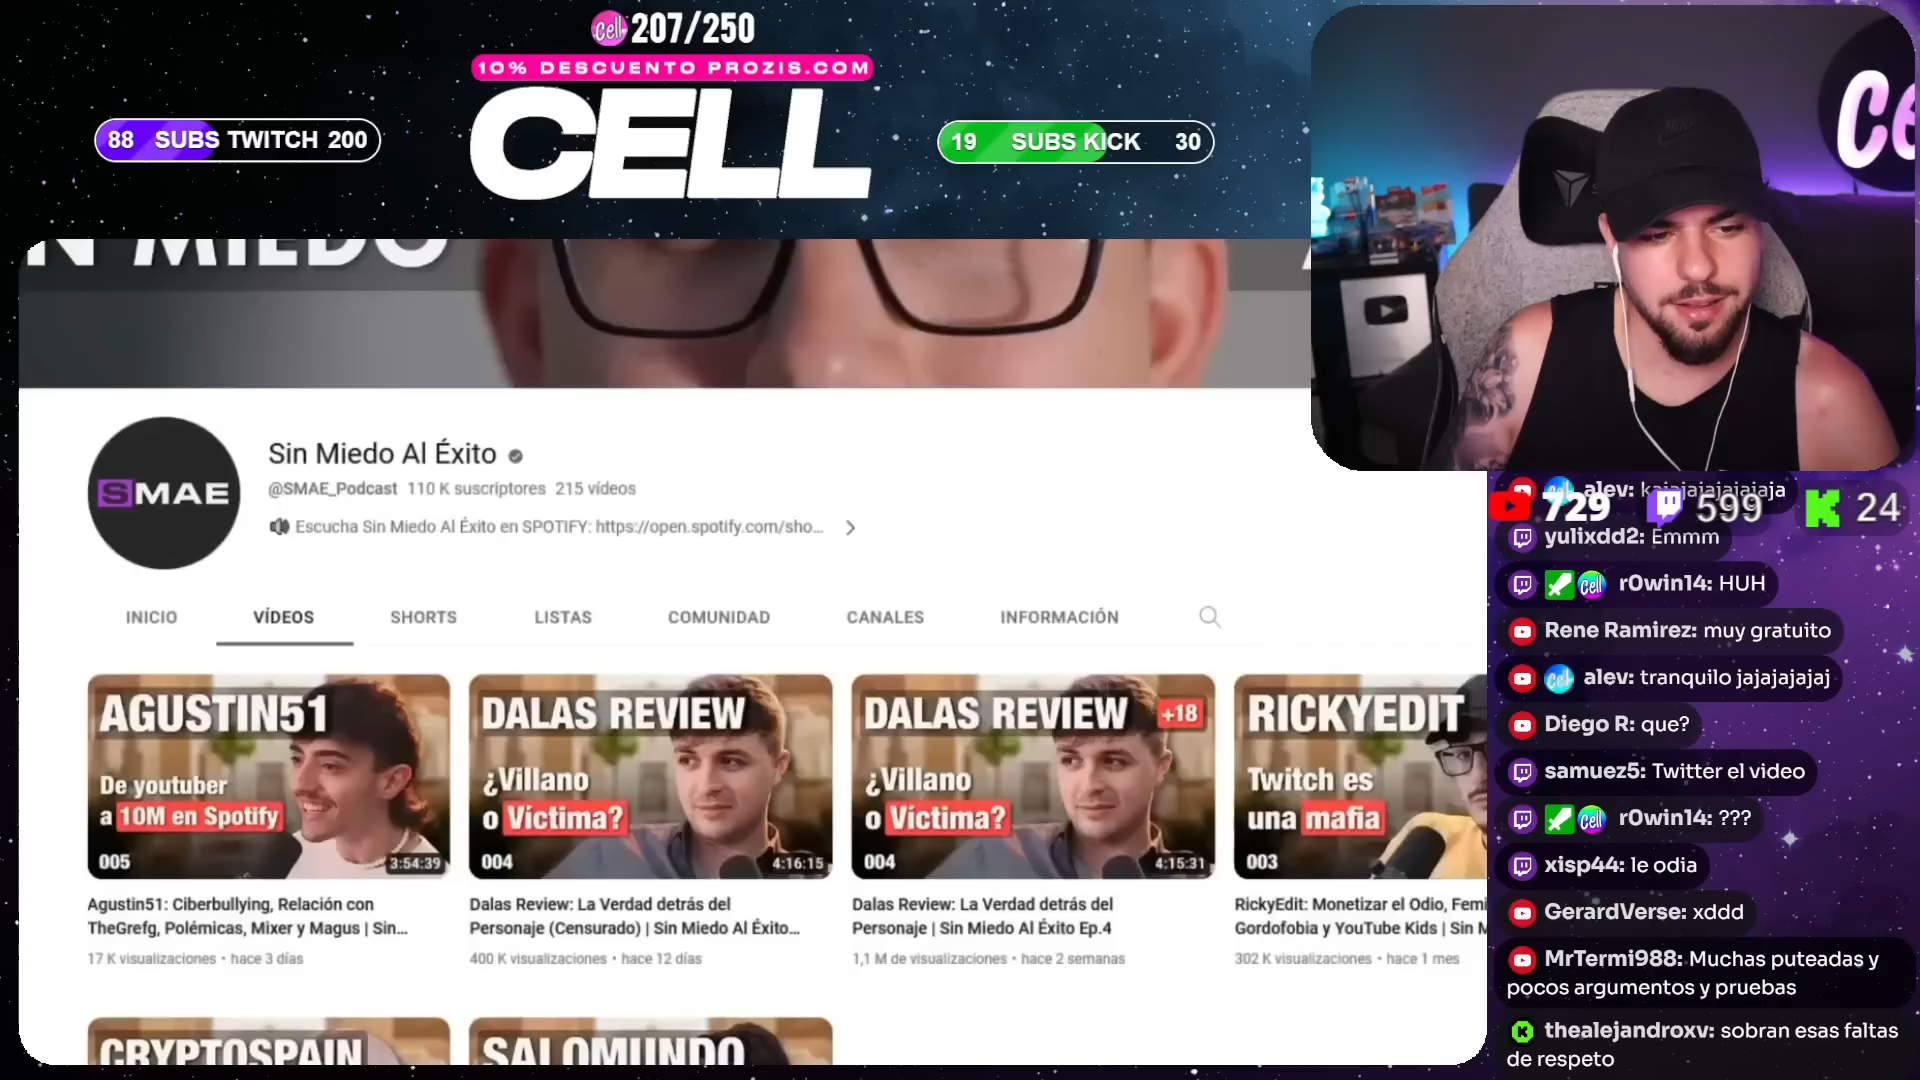 cell 207/250
10% DESCUENTO PROZIS.COM
CELL
88 SUBS TWITCH 200
19 SUBS KICK 30
N MIEDO
Sin Miedo Al Éxito
SMAE
@SMAE_Podcast 110 K suscriptores 215 vídeos
Escucha Sin Miedo Al Éxito en SPOTIFY: https://open.spotify.com/sho...
INICIO VÍDEOS SHORTS LISTAS COMUNIDAD CANALES INFORMACIÓN
AGUSTIN51
De youtuber
a 10M en Spotify
005
3:54:39
Agustin51: Ciberbullying, Relación con
TheGrefg, Polémicas, Mixer y Magus | Sin...
17 K visualizaciones • hace 3 días
DALAS REVIEW
¿Villano
o Víctima?
004
4:16:15
Dalas Review: La Verdad detrás del
Personaje (Censurado) | Sin Miedo Al Éxito...
400 K visualizaciones • hace 12 días
DALAS REVIEW +18
¿Villano
o Víctima?
004
4:15:31
Dalas Review: La Verdad detrás del
Personaje | Sin Miedo Al Éxito Ep.4
1,1 M de visualizaciones • hace 2 semanas
RICKYEDIT
Twitch es
una mafia
003
RickyEdit: Monetizar el Odio, Femi
Gordofobia y YouTube Kids | Sin M
302 K visualizaciones • hace 1 mes
CRYPTOSPAIN
SALOMUNDO
Ce
729 599 24
alev: kajajajajajajaja
yulixdd2: Emmm
r0win14: HUH
Rene Ramirez: muy gratuito
alev: tranquilo jajajajajaj
Diego R: que?
samuez5: Twitter el video
r0win14: ???
xisp44: le odia
GerardVerse: xddd
MrTermi988: Muchas puteadas y
pocos argumentos y pruebas
thealejandroxv: sobran esas faltas
de respeto